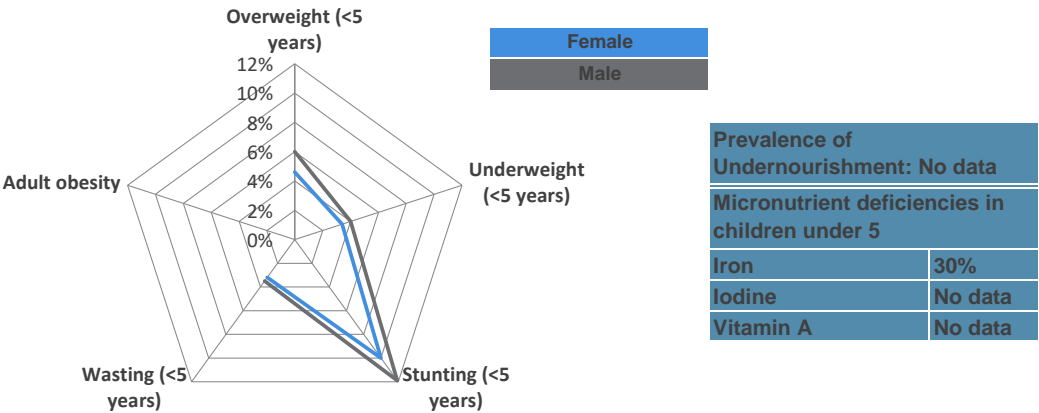 Overweight (<5
years)
12%
10%
8%
6%
4%
2%
0%
Underweight
(<5 years)
Stunting (<5
years)
Wasting (<5
years)
Adult obesity
Female
Male
Prevalence of
Undernourishment: No data
Micronutrient deficiencies in
children under 5
Iron 30%
Iodine No data
Vitamin A No data